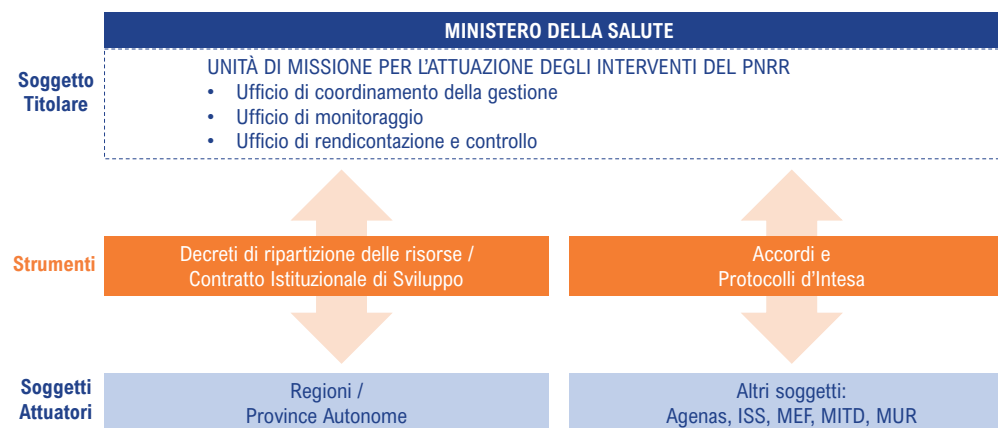 MINISTERO DELLA SALUTE
Soggetto
Titolare
UNITÀ DI MISSIONE PER L'ATTUAZIONE DEGLI INTERVENTI DEL PNRR
• Ufficio di coordinamento della gestione
• Ufficio di monitoraggio
• Ufficio di rendicontazione e controllo
Strumenti
Decreti di ripartizione delle risorse /
Contratto Istituzionale di Sviluppo
Accordi e
Protocolli d'Intesa
Soggetti
Attuatori
Regioni /
Province Autonome
Altri soggetti:
Agenas, ISS, MEF, MITD, MUR